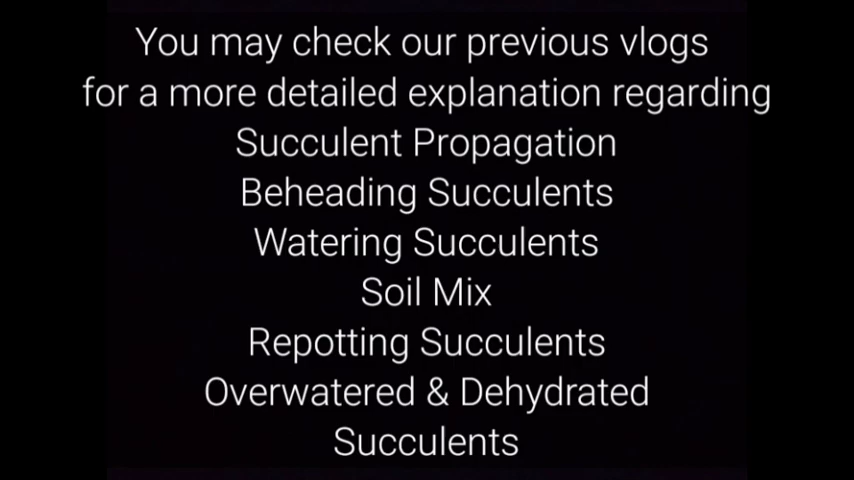 You may check our previous vlogs
for a more detailed explanation regarding
Succulent Propagation
Beheading Succulents
Watering Succulents
Soil Mix
Repotting Succulents
Overwatered & Dehydrated
Succulents